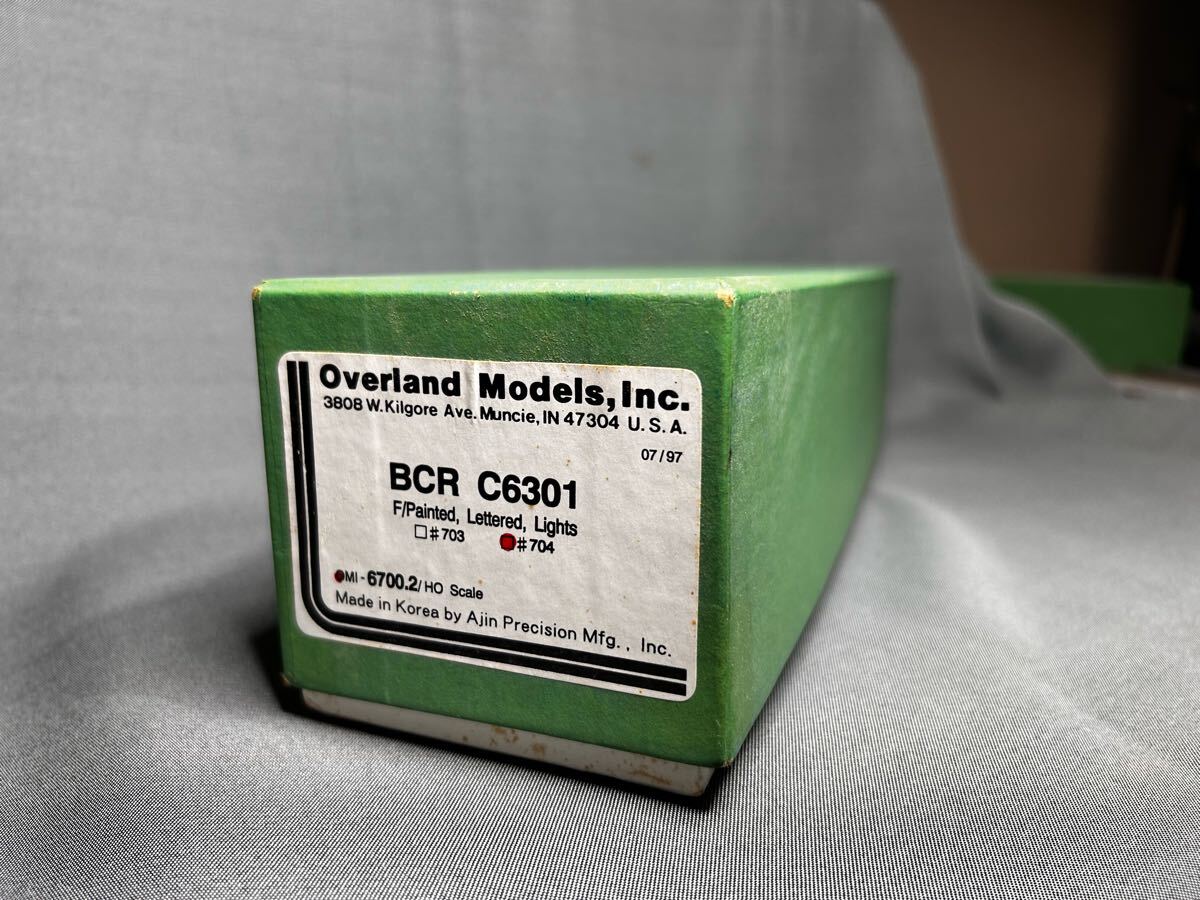 Overland Models, Inc.
3808 W. Kilgore Ave. Muncie, IN 47304 U.S.A.
07/97
BCR C6301
F/Painted, Lettered, Lights
□#703 #704
MI-6700.2/HO Scale
Made in Korea by Ajin Precision Mfg., Inc.